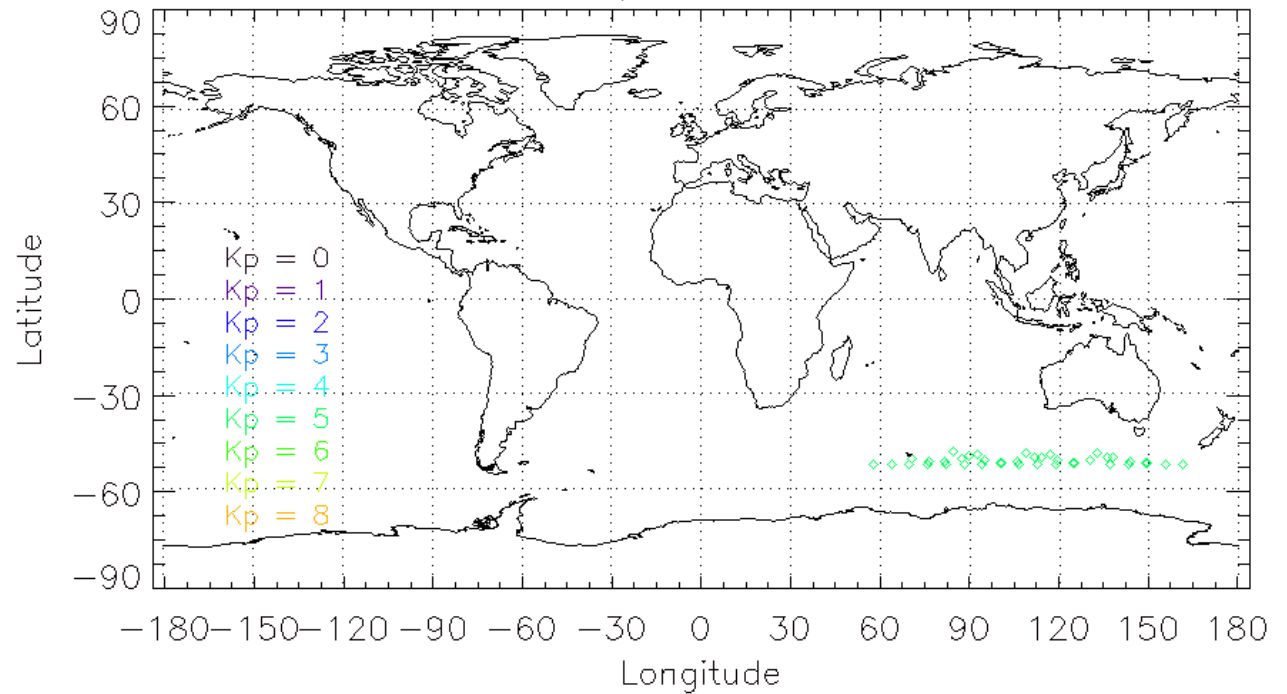 90
60
30
0
−30
−60
−90
Latitude
Kp = 0
Kp = 1
Kp = 2
Kp = 3
Kp = 4
Kp = 5
Kp = 6
Kp = 7
Kp = 8
−180−150−120 −90 −60 −30 0 30 60 90 120 150 180
Longitude